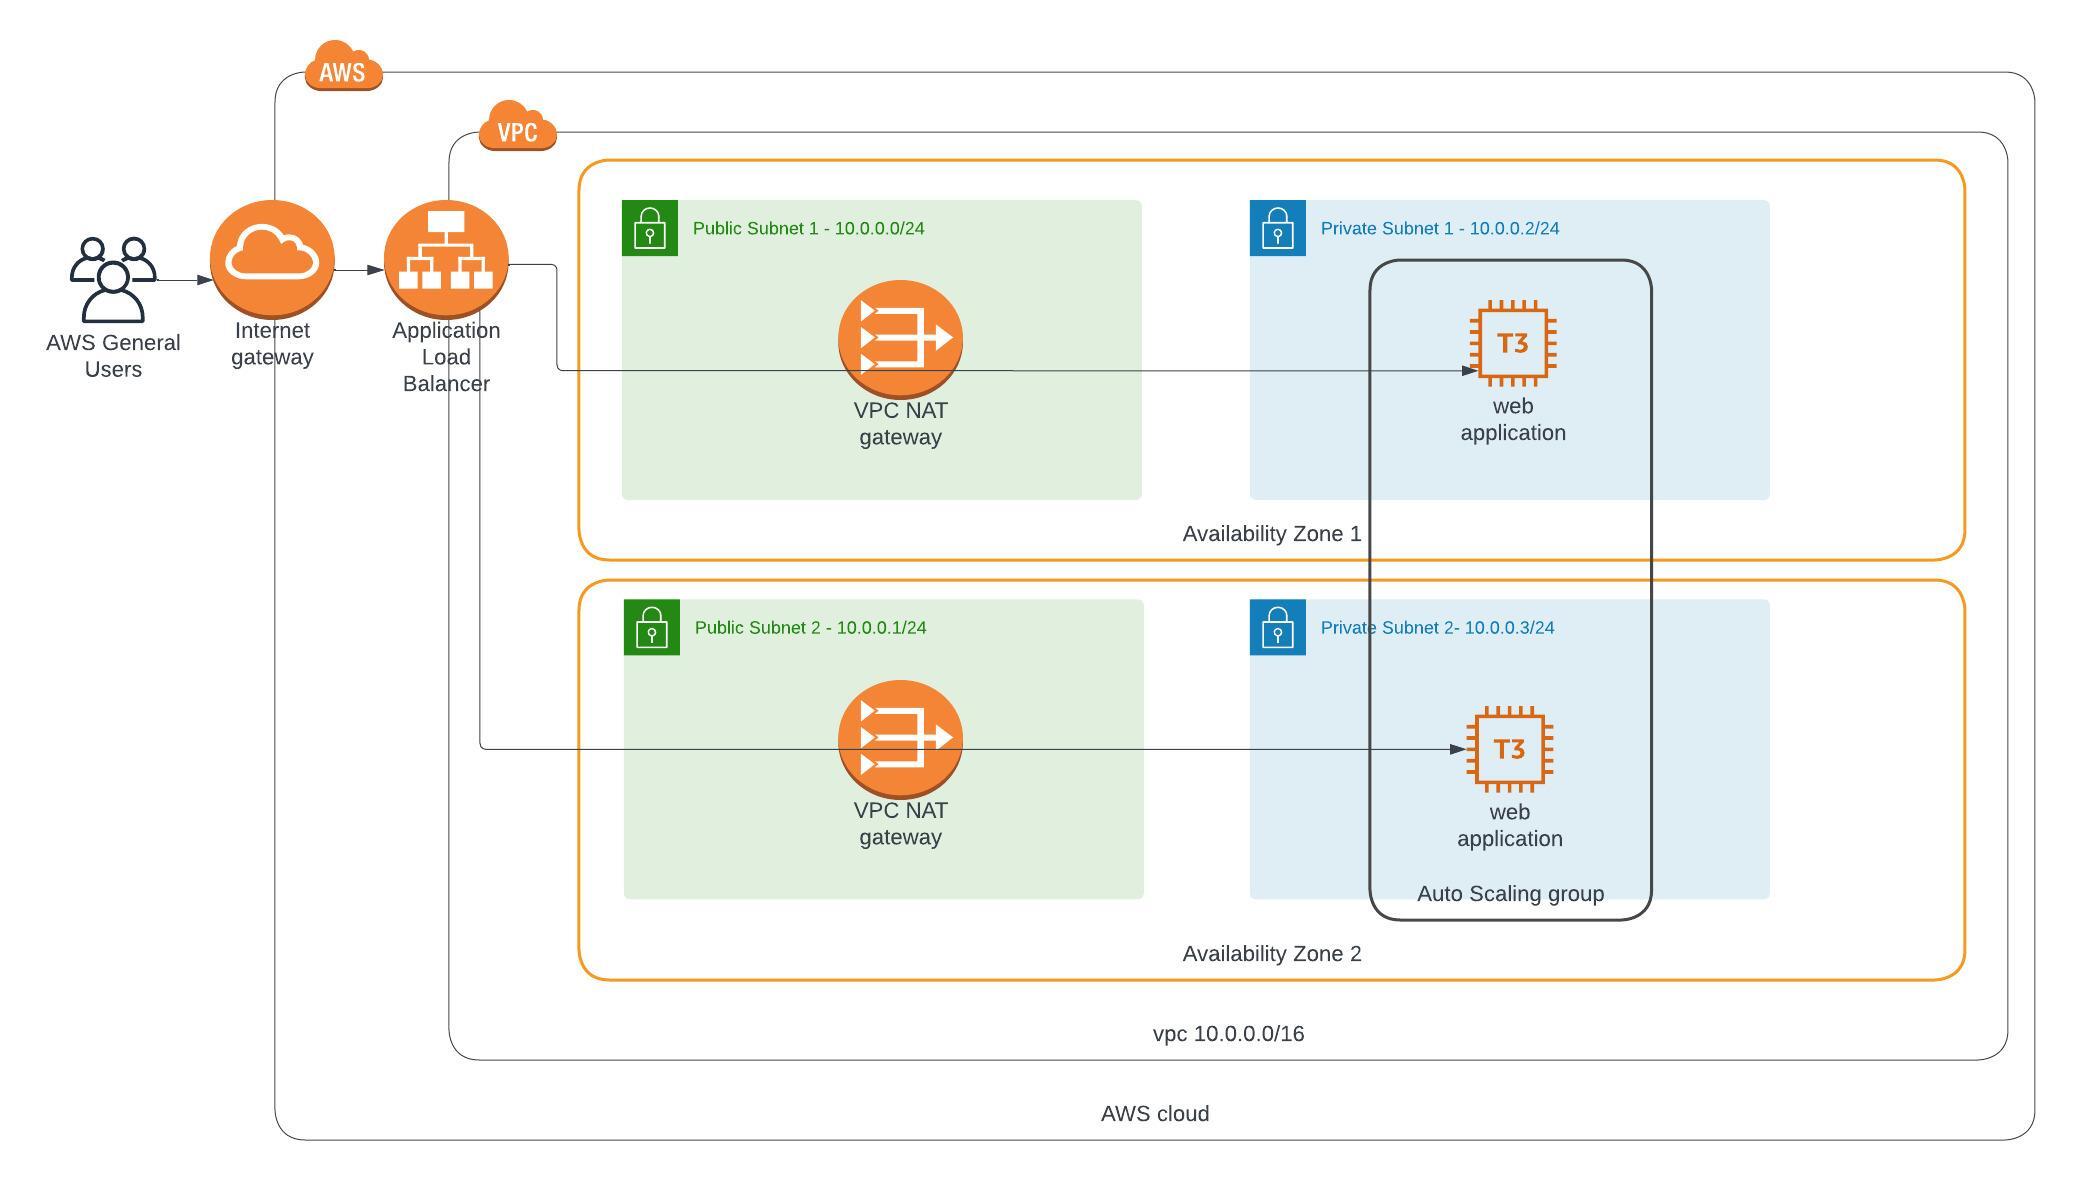 AWS
VPC
Public Subnet 1 - 10.0.0.0/24
Private Subnet 1 - 10.0.0.2/24
AWS General
Users
Internet
gateway
Application
Load
Balancer
VPC NAT
gateway
T3
web
application
Availability Zone 1
Public Subnet 2 - 10.0.0.1/24
Private Subnet 2- 10.0.0.3/24
VPC NAT
gateway
T3
web
application
Auto Scaling group
Availability Zone 2
vpc 10.0.0.0/16
AWS cloud